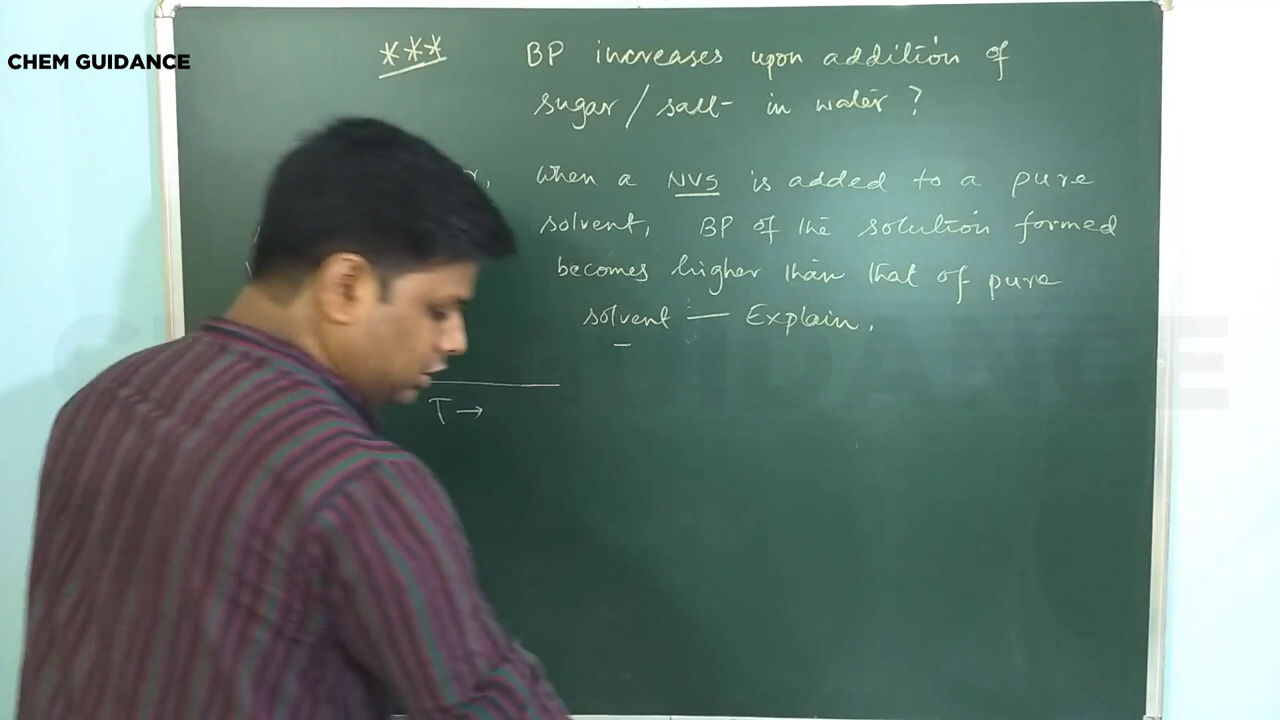 CHEM GUIDANCE
*** BP increases upon addition of
sugar / salt in water ?
when a NVS is added to a pure
solvent, BP of the solution formed
becomes higher than that of pure
solvent — Explain.
T →